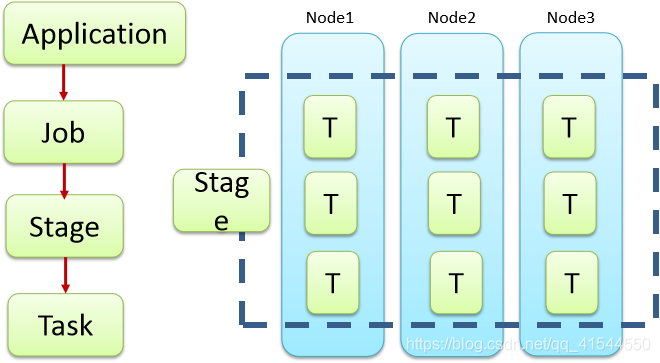 Application
Job
Stage
Task
Node1
Node2
Node3
Stag
e
T
T
T
T
T
T
T
T
T
https://blog.csdn.net/qq_41544550